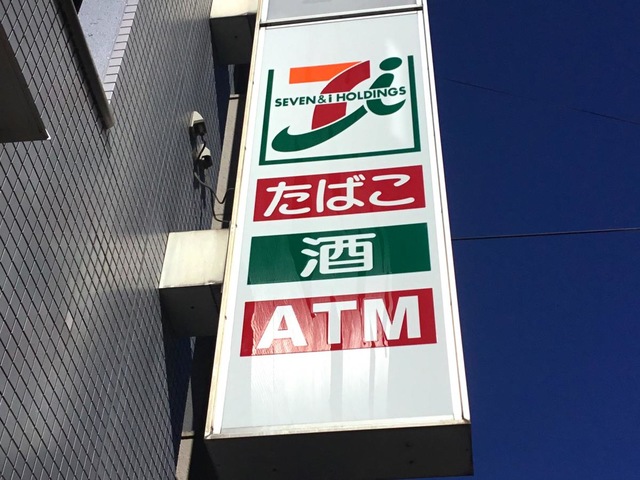 SEVEN & i HOLDINGS
たばこ
酒
ATM